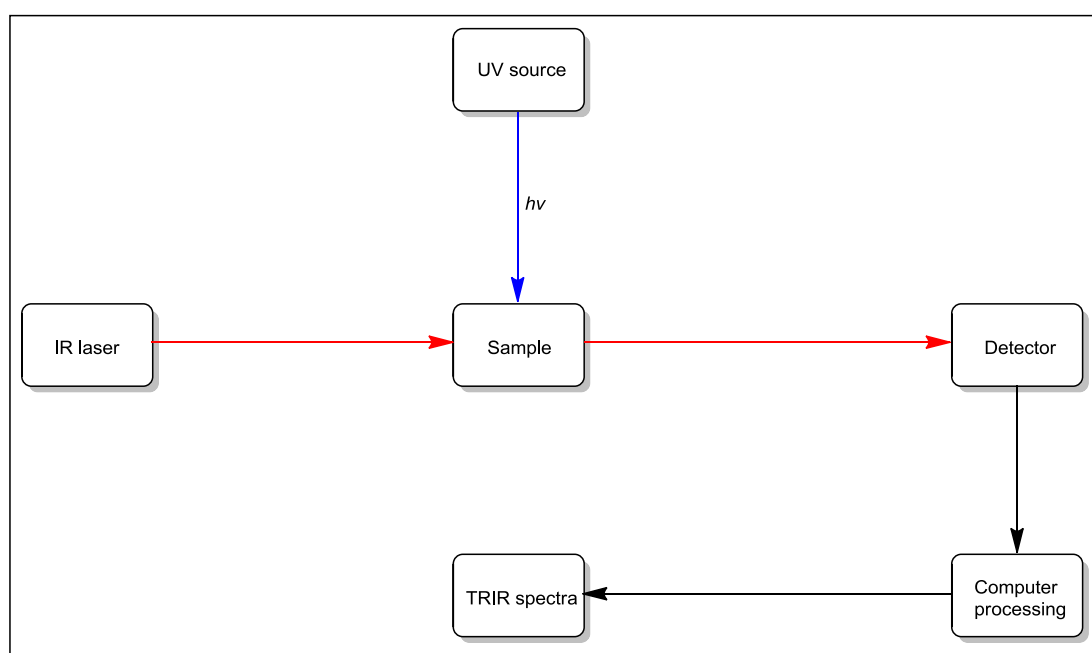 UV source
hv
IR laser
Sample
Detector
TRIR spectra
Computer
processing